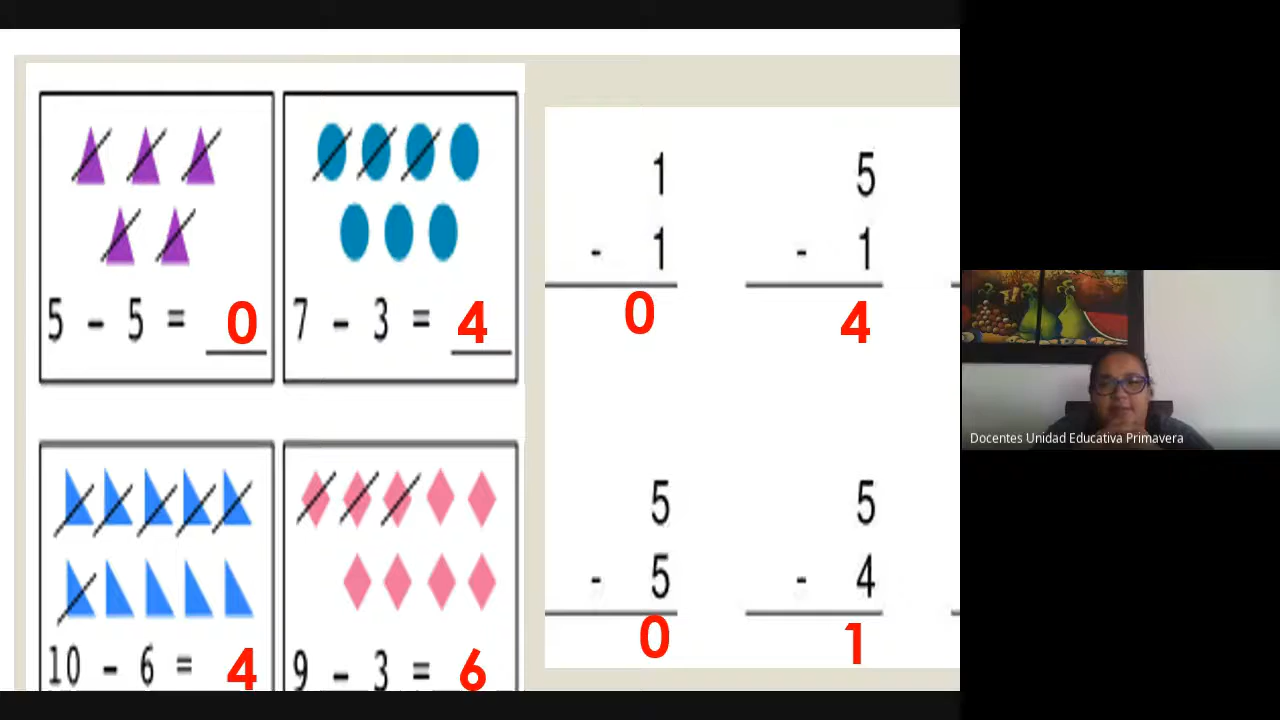 5 - 5 = 0
7 - 3 = 4
10 - 6 = 4
9 - 3 = 6
1
- 1
0
5
- 1
4
5
- 5
0
5
- 4
1
Docentes Unidad Educativa Primavera